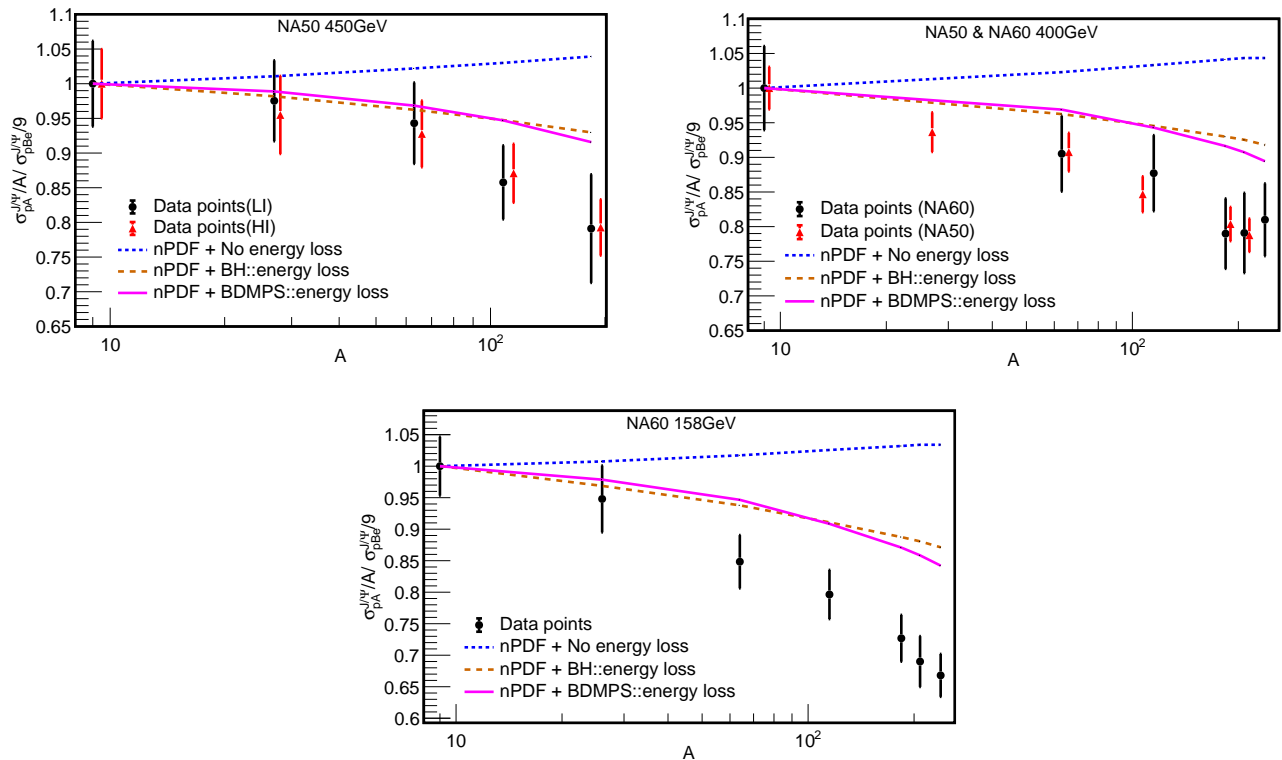 NA50 450GeV
1.1
1.05
1
0.95
0.9
0.85
0.8
0.75
0.7
0.65
σ_pA^J/Ψ/A/ σ_pBe^J/Ψ/9
Data points(LI)
Data points(HI)
nPDF + No energy loss
nPDF + BH::energy loss
nPDF + BDMPS::energy loss
10
10²
A
NA50 & NA60 400GeV
1.1
1.05
1
0.95
0.9
0.85
0.8
0.75
0.7
0.65
σ_pA^J/Ψ/A/ σ_pBe^J/Ψ/9
Data points (NA60)
Data points (NA50)
nPDF + No energy loss
nPDF + BH::energy loss
nPDF + BDMPS::energy loss
10
10²
A
NA60 158GeV
1.05
1
0.95
0.9
0.85
0.8
0.75
0.7
0.65
0.6
σ_pA^J/Ψ/A/ σ_pBe^J/Ψ/9
Data points
nPDF + No energy loss
nPDF + BH::energy loss
nPDF + BDMPS::energy loss
10
10²
A